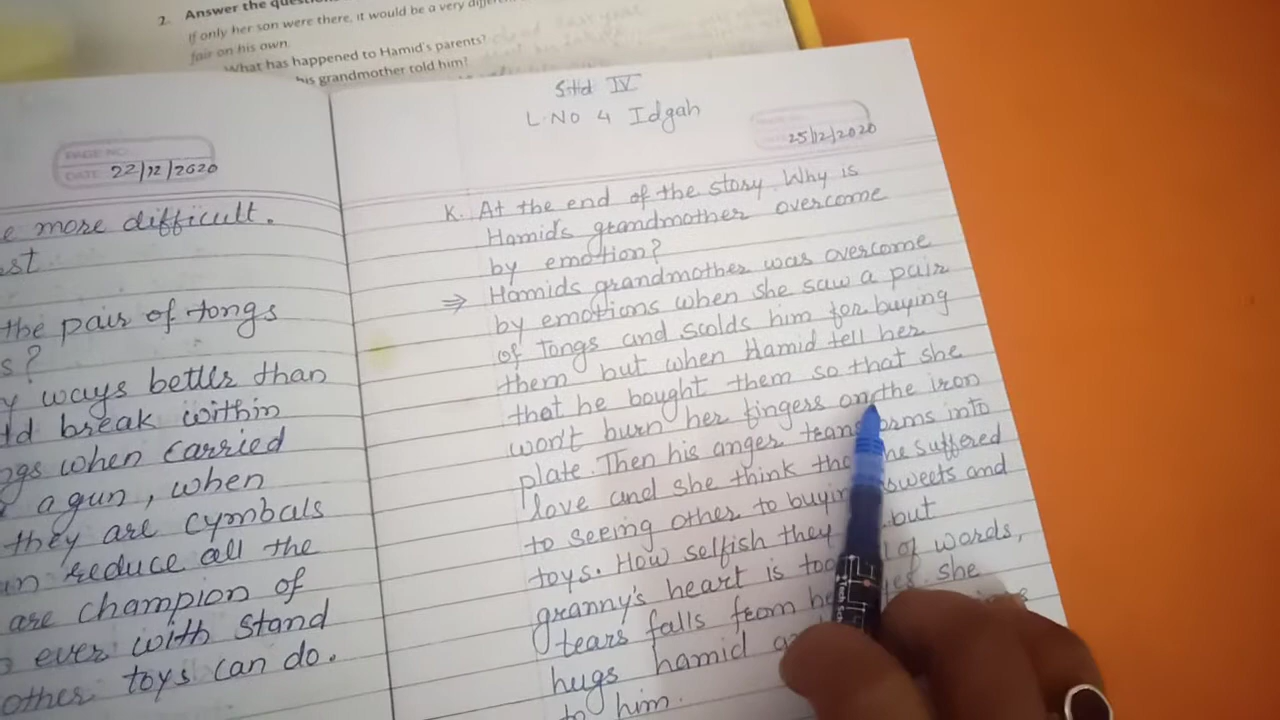 2. Answer the
If only her son were there, it would be a very
fair on his own.
What has happened to Hamid's parents?
his grandmother told him?
PAGE NO.
DATE: 22/12/2020
e more difficult.
est
the pair of tongs
s?
y ways better than
ld break within
ngs when carried
a gun, when
they are cymbals
n reduce all the
are champion of
ever with stand
other toys can do.
Std IV
L.No 4 Idgah
25/12/2020
K. At the end of the story. Why is
Hamids grandmother overcome
by emotion?
⇒ Hamids grandmother was overcome
by emotions when she saw a pair
of Tongs and scolds him for buying
them but when Hamid tell her
that he bought them so that she
won't burn her fingers on the iron
plate. Then his anger into
love and she think he suffered
to seeing other to sweets and
toys. How selfish they but
granny's heart is too of words,
tears falls from she
hugs hamid
to him.